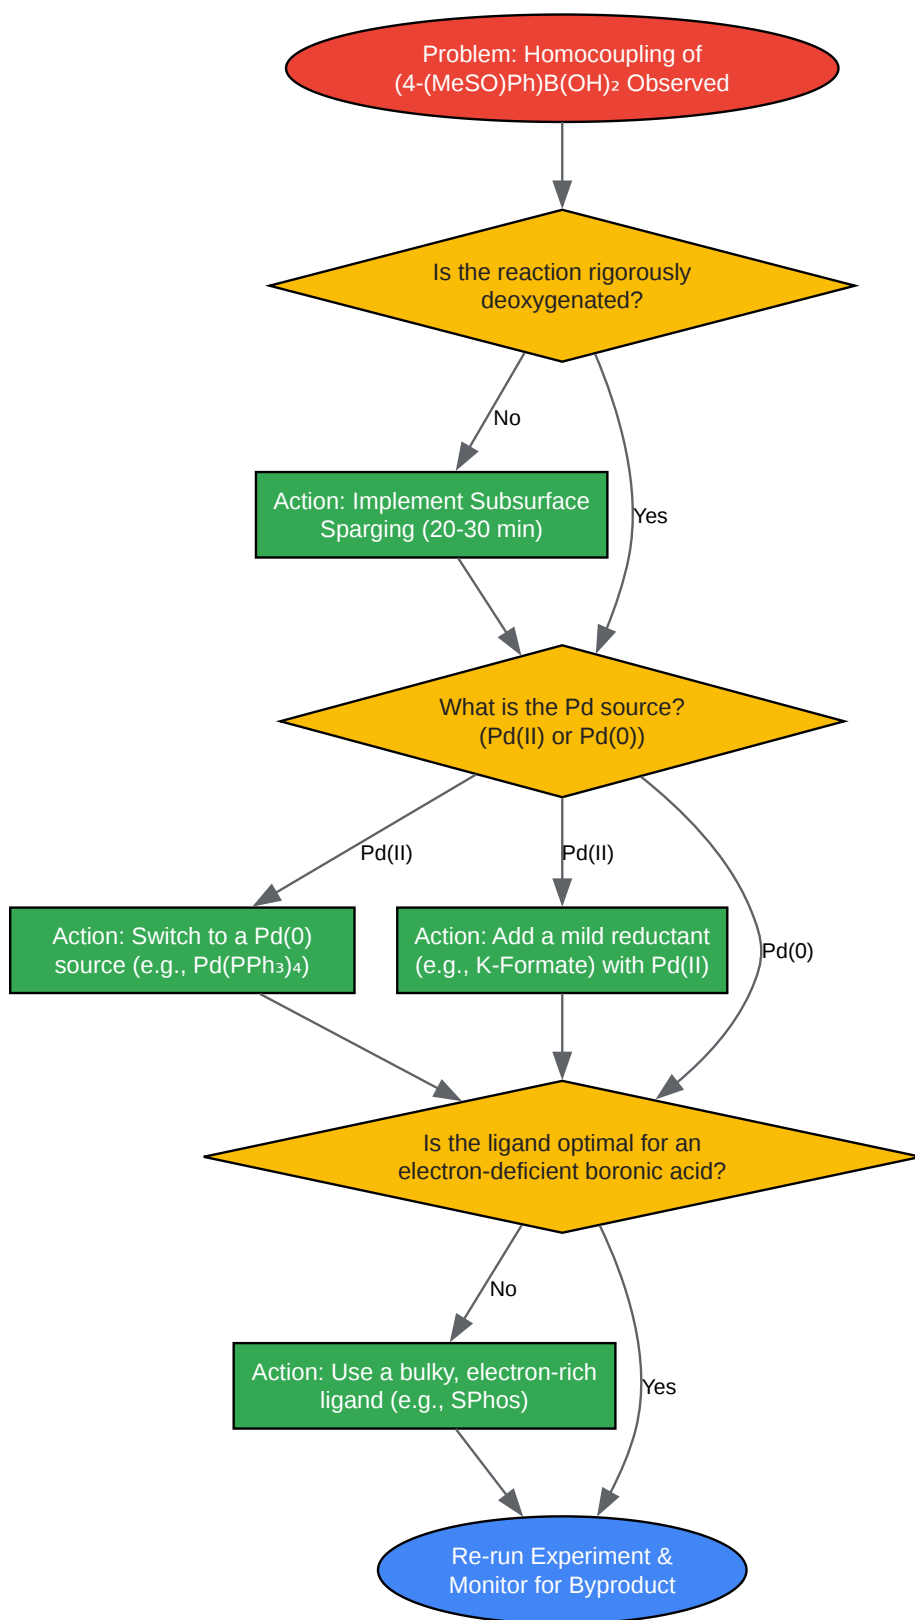 Problem: Homocoupling of
(4-(MeSO)Ph)B(OH)₂ Observed
Is the reaction rigorously
deoxygenated?
No
Action: Implement Subsurface
Sparging (20-30 min)
Yes
What is the Pd source?
(Pd(II) or Pd(0))
Pd(II)
Pd(II)
Action: Switch to a Pd(0)
source (e.g., Pd(PPh₃)₄)
Action: Add a mild reductant
(e.g., K-Formate) with Pd(II)
Pd(0)
Is the ligand optimal for an
electron-deficient boronic acid?
No
Action: Use a bulky, electron-rich
ligand (e.g., SPhos)
Yes
Re-run Experiment &
Monitor for Byproduct